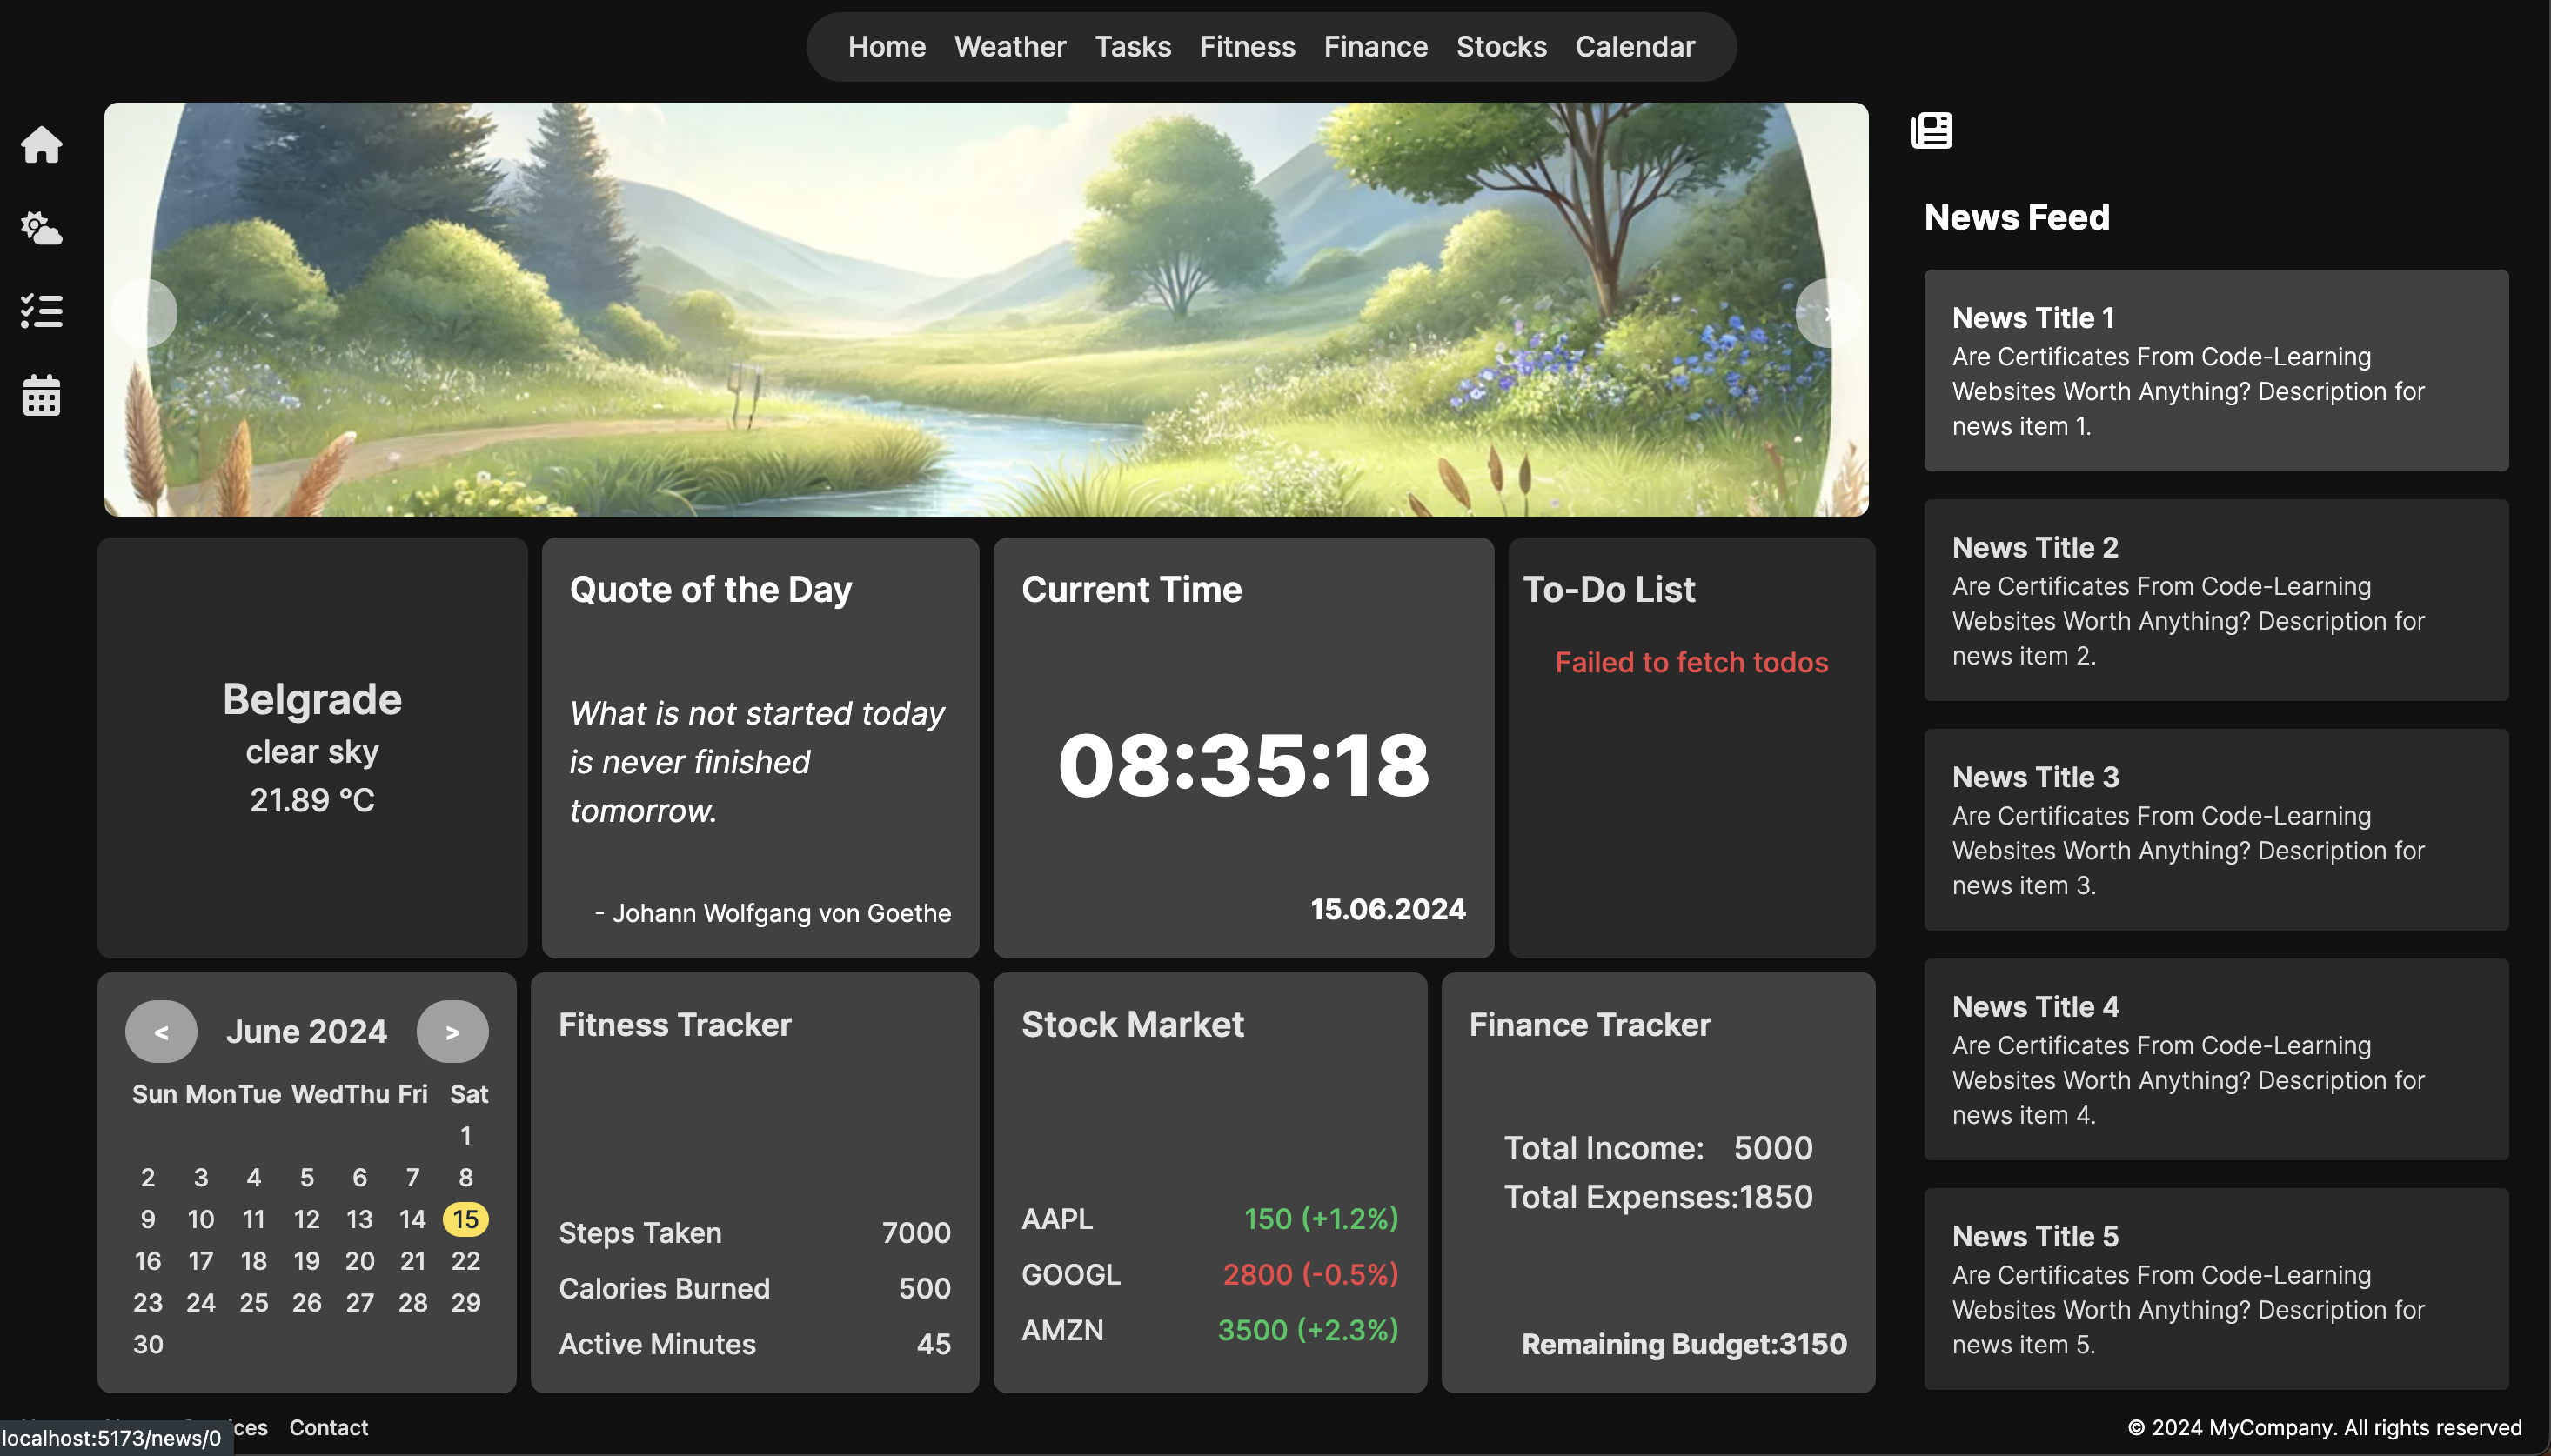 Home Weather Tasks Fitness Finance Stocks Calendar
News Feed
News Title 1
Are Certificates From Code-Learning
Websites Worth Anything? Description for
news item 1.
News Title 2
Are Certificates From Code-Learning
Websites Worth Anything? Description for
news item 2.
News Title 3
Are Certificates From Code-Learning
Websites Worth Anything? Description for
news item 3.
News Title 4
Are Certificates From Code-Learning
Websites Worth Anything? Description for
news item 4.
News Title 5
Are Certificates From Code-Learning
Websites Worth Anything? Description for
news item 5.
Belgrade
clear sky
21.89 °C
Quote of the Day
What is not started today
is never finished
tomorrow.
- Johann Wolfgang von Goethe
Current Time
08:35:18
15.06.2024
To-Do List
Failed to fetch todos
< June 2024 >
Sun Mon Tue Wed Thu Fri Sat
1
2 3 4 5 6 7 8
9 10 11 12 13 14 15
16 17 18 19 20 21 22
23 24 25 26 27 28 29
30
Fitness Tracker
Steps Taken 7000
Calories Burned 500
Active Minutes 45
Stock Market
AAPL 150 (+1.2%)
GOOGL 2800 (-0.5%)
AMZN 3500 (+2.3%)
Finance Tracker
Total Income: 5000
Total Expenses:1850
Remaining Budget:3150
Contact
localhost:5173/news/0
© 2024 MyCompany. All rights reserved